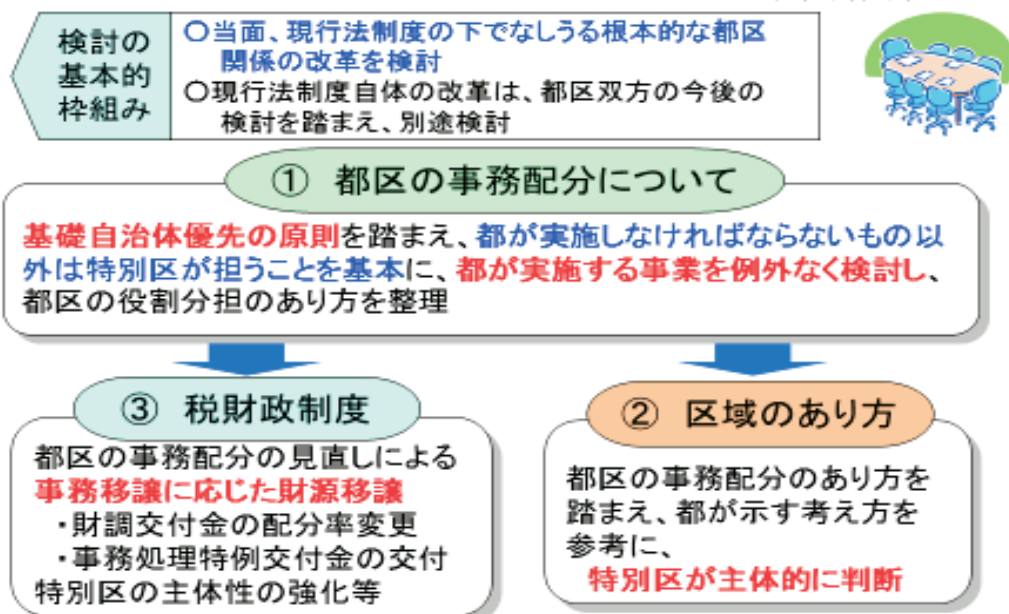 検討の
基本的
枠組み
〇当面、現行法制度の下でなしうる根本的な都区
関係の改革を検討
〇現行法制度自体の改革は、都区双方の今後の
検討を踏まえ、別途検討
① 都区の事務配分について
基礎自治体優先の原則を踏まえ、都が実施しなければならないもの以
外は特別区が担うことを基本に、都が実施する事業を例外なく検討し、
都区の役割分担のあり方を整理
③ 税財政制度
都区の事務配分の見直しによる
事務移譲に応じた財源移譲
・財調交付金の配分率変更
・事務処理特例交付金の交付
特別区の主体性の強化等
② 区域のあり方
都区の事務配分のあり方を
踏まえ、都が示す考え方を
参考に、
特別区が主体的に判断